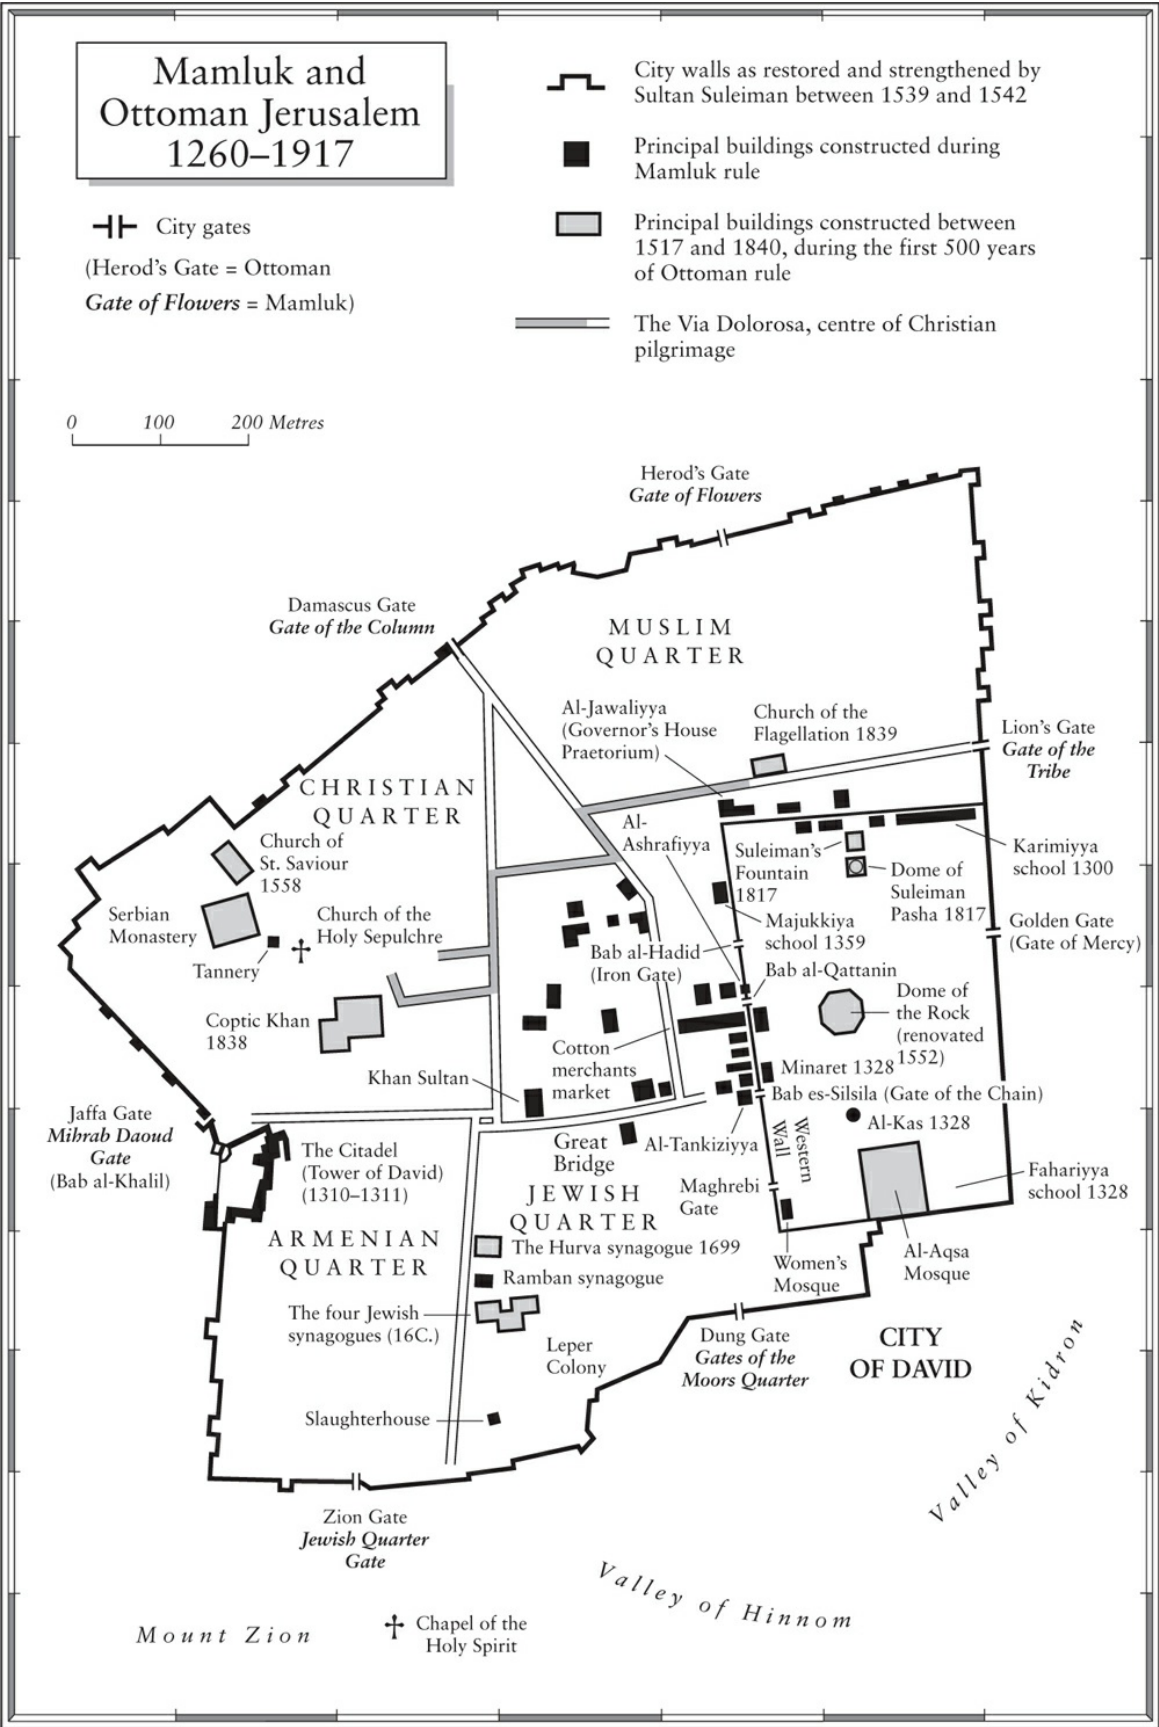 Mamluk and
Ottoman Jerusalem
1260–1917
City gates
(Herod's Gate = Ottoman
Gate of Flowers = Mamluk)
City walls as restored and strengthened by
Sultan Suleiman between 1539 and 1542
Principal buildings constructed during
Mamluk rule
Principal buildings constructed between
1517 and 1840, during the first 500 years
of Ottoman rule
The Via Dolorosa, centre of Christian
pilgrimage
0 100 200 Metres
Herod's Gate
Gate of Flowers
Damascus Gate
Gate of the Column
MUSLIM
QUARTER
Al-Jawaliyya
(Governor's House
Praetorium)
Church of the
Flagellation 1839
Lion's Gate
Gate of the
Tribe
CHRISTIAN
QUARTER
Al-
Ashrafiyya
Suleiman's
Fountain
1817
Dome of
Suleiman
Pasha 1817
Karimiyya
school 1300
Church of
St. Saviour
1558
Serbian
Monastery
Church of the
Holy Sepulchre
Tannery
Majukkiya
school 1359
Golden Gate
(Gate of Mercy)
Bab al-Hadid
(Iron Gate)
Bab al-Qattanin
Dome of
the Rock
(renovated
1552)
Coptic Khan
1838
Cotton
merchants
market
Khan Sultan
Minaret 1328
Bab es-Silsila (Gate of the Chain)
Al-Kas 1328
Jaffa Gate
Mihrab Daoud
Gate
(Bab al-Khalil)
The Citadel
(Tower of David)
(1310–1311)
Great
Bridge
Al-Tankiziyya
Western
Wall
Maghrebi
Gate
Fahariyya
school 1328
JEWISH
QUARTER
ARMENIAN
QUARTER
The Hurva synagogue 1699
Ramban synagogue
Women's
Mosque
Al-Aqsa
Mosque
The four Jewish
synagogues (16C.)
Leper
Colony
Dung Gate
Gates of the
Moors Quarter
CITY
OF DAVID
Slaughterhouse
Valley of Kidron
Zion Gate
Jewish Quarter
Gate
Valley of Hinnom
Mount Zion
Chapel of the
Holy Spirit